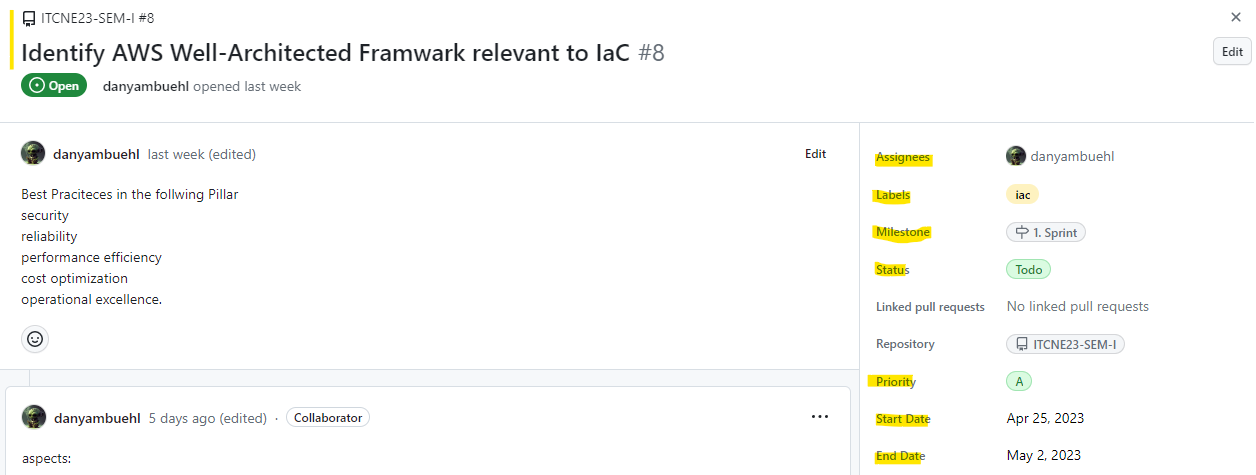 ITCNE23-SEM-I #8
Identify AWS Well-Architected Framwark relevant to IaC #8
Edit
Open danyambuehl opened last week
danyambuehl last week (edited) Edit
Best Praciteces in the follwing Pillar
security
reliability
performance efficiency
cost optimization
operational excellence.
danyambuehl 5 days ago (edited) · Collaborator
aspects:
Assignees danyambuehl
Labels iac
Milestone 1. Sprint
Status Todo
Linked pull requests No linked pull requests
Repository ITCNE23-SEM-I
Priority A
Start Date Apr 25, 2023
End Date May 2, 2023